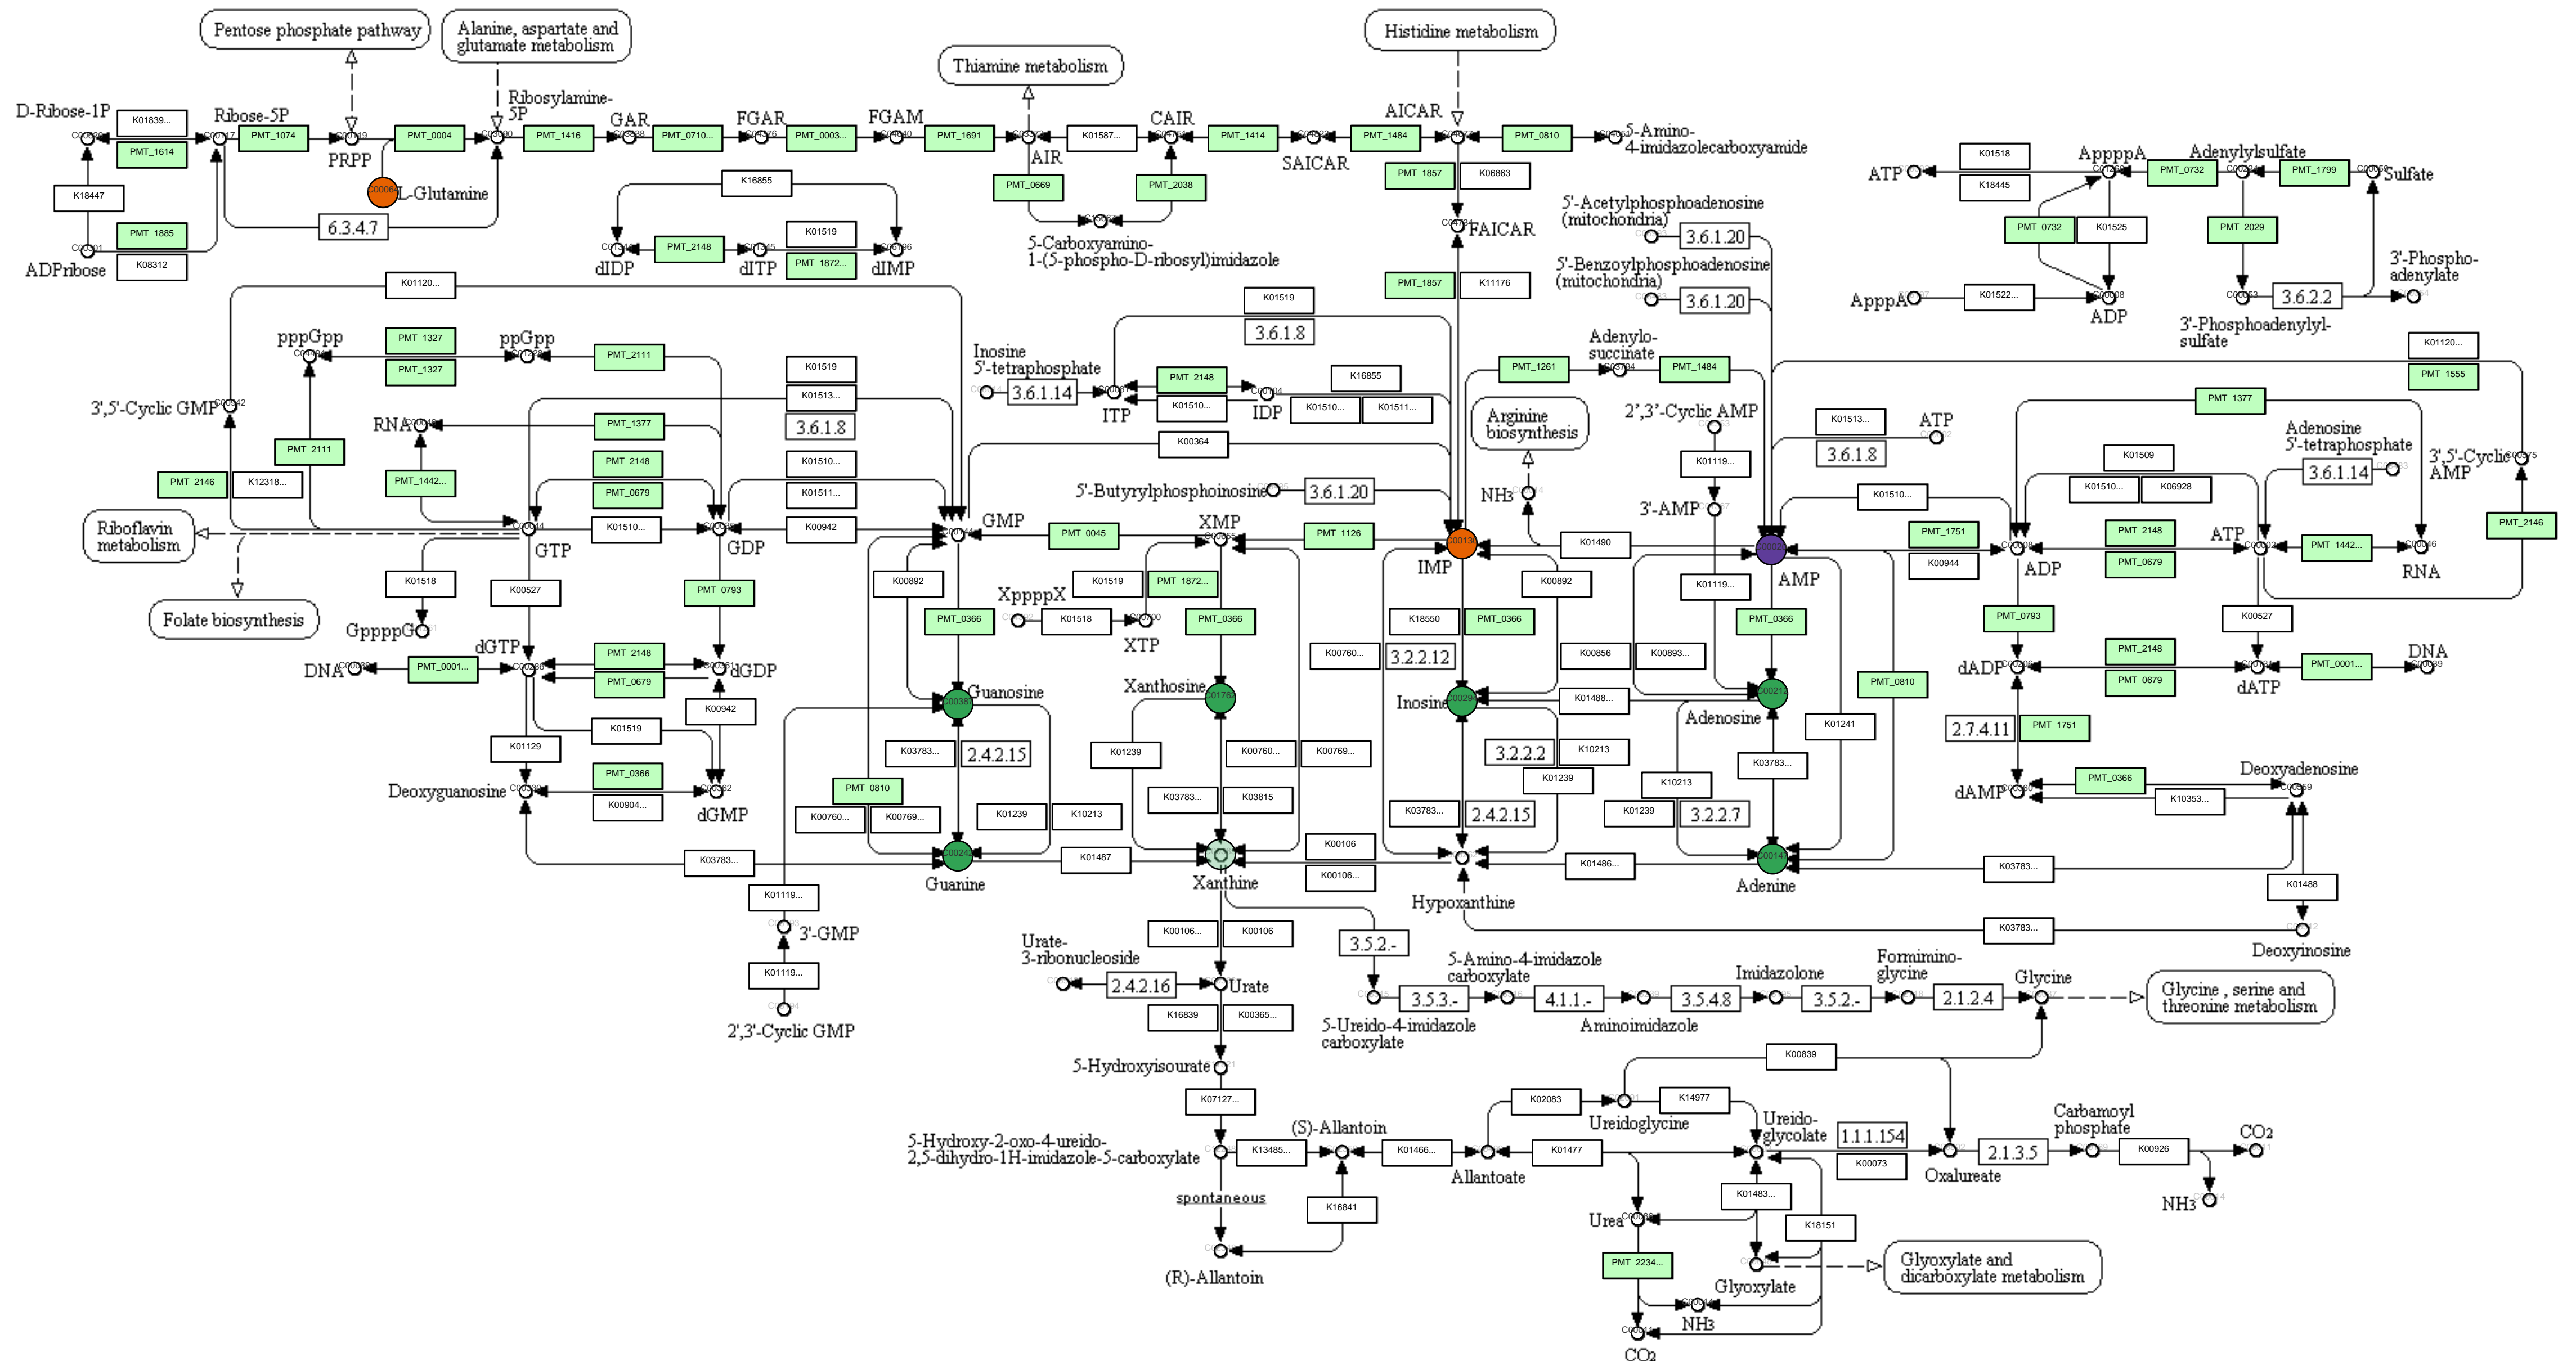 Pentose phosphate pathway
Alanine, aspartate and
glutamate metabolism
Histidine metabolism
Thiamine metabolism
D-Ribose-1P
K01839...
PMT_1614
Ribose-5P
PMT_1074
PRPP
PMT_0004
Ribosylamine-
5P
PMT_1416
GAR
PMT_0710...
FGAR
PMT_0003...
FGAM
PMT_1691
AIR
K01587...
CAIR
PMT_1414
SAICAR
PMT_1484
AICAR
PMT_0810
5-Amino-
4-imidazolecarboxyamide
K18447
L-Glutamine
6.3.4.7
PMT_1885
K08312
C00301
ADPribose
K16855
PMT_2148
K01519
PMT_1872...
dIDP
dITP
dIMP
PMT_0669
PMT_2038
5-Carboxyamino-
1-(5-phospho-D-ribosyl)imidazole
PMT_1857
K06863
FAICAR
PMT_1857
K11176
5'-Acetylphosphoadenosine
(mitochondria)
3.6.1.20
5'-Benzoylphosphoadenosine
(mitochondria)
3.6.1.20
ATP
K01518
K18445
AppppA
PMT_0732
Adenylylsulfate
PMT_1799
Sulfate
PMT_0732
K01525
PMT_2029
ApppA
K01522...
ADP
3.6.2.2
3'-Phospho-
adenylate
3'-Phosphoadenylyl-
sulfate
K01120...
pppGpp
PMT_1327
PMT_1327
ppGpp
PMT_2111
K01519
K01513...
3.6.1.8
3',5'-Cyclic GMP
RNA
PMT_1377
PMT_2111
PMT_1442...
PMT_2148
PMT_0679
K01510...
K01511...
PMT_2146
K12318...
K01519
3.6.1.8
Inosine
5'-tetraphosphate
3.6.1.14
ITP
PMT_2148
K01510...
IDP
K16855
K01510...
K01511...
K00364
5'-Butyrylphosphoinosine
3.6.1.20
PMT_1261
Adenylo-
succinate
PMT_1484
Arginine
biosynthesis
NH3
2',3'-Cyclic AMP
K01119...
3'-AMP
K01513...
3.6.1.8
ATP
K01120...
PMT_1555
PMT_1377
K01509
K01510...
K06928
Adenosine
5'-tetraphosphate
3.6.1.14
3',5'-Cyclic
AMP
K01510...
PMT_2146
Riboflavin
metabolism
Folate biosynthesis
GTP
K01510...
GDP
K00942
GMP
PMT_0045
XMP
PMT_1126
C00130
IMP
K01490
AMP
PMT_1751
K00944
ADP
PMT_2148
PMT_0679
ATP
PMT_1442...
RNA
K01518
GppppG
K00527
PMT_0793
K00892
PMT_0366
K01519
PMT_1872...
XppppX
K01518
XTP
PMT_0366
K18550
PMT_0366
K00892
K01119...
PMT_0366
PMT_0793
K00527
DNA
PMT_0001...
dGTP
PMT_2148
PMT_0679
dGDP
K00942
K01519
K01129
PMT_0366
K00904...
Deoxyguanosine
dGMP
Guanosine
Xanthosine
K00760...
3.2.2.12
K00856
K00893...
Inosine
K01488...
Adenosine
PMT_0810
dADP
PMT_2148
PMT_0679
dATP
PMT_0001...
DNA
2.7.4.11
PMT_1751
K03783...
2.4.2.15
K01239
K00760...
K00769...
3.2.2.2
K10213
K01239
K03783...
K01241
PMT_0810
K00760...
K00769...
K01239
K10213
K03783...
K03815
K03783...
2.4.2.15
K10213
K01239
3.2.2.7
dAMP
PMT_0366
K10353...
Deoxyadenosine
K03783...
Guanine
K01487
Xanthine
K00106
K00106...
Hypoxanthine
K01486...
Adenine
K03783...
K01488
K03783...
Deoxyinosine
K01119...
3'-GMP
K01119...
2',3'-Cyclic GMP
K00106...
K00106
3.5.2.-
Urate-
3-ribonucleoside
2.4.2.16
Urate
K16839
K00365...
5-Ureido-4-imidazole
carboxylate
3.5.3.-
5-Amino-4-imidazole
carboxylate
4.1.1.-
Aminoimidazole
3.5.4.8
Imidazolone
3.5.2.-
Formimino-
glycine
2.1.2.4
Glycine
Glycine , serine and
threonine metabolism
5-Hydroxyisourate
K07127...
5-Hydroxy-2-oxo-4-ureido-
2,5-dihydro-1H-imidazole-5-carboxylate
K13485...
(S)-Allantoin
K01466...
Allantoate
K02083
Ureidoglycine
K14977
K00839
K01477
Ureido-
glycolate
1.1.1.154
K00073
Oxalureate
2.1.3.5
Carbamoyl
phosphate
K00926
CO2
NH3
spontaneous
K16841
(R)-Allantoin
K01483...
K18151
Urea
PMT_2234...
Glyoxylate
Glyoxylate and
dicarboxylate metabolism
NH3
CO2